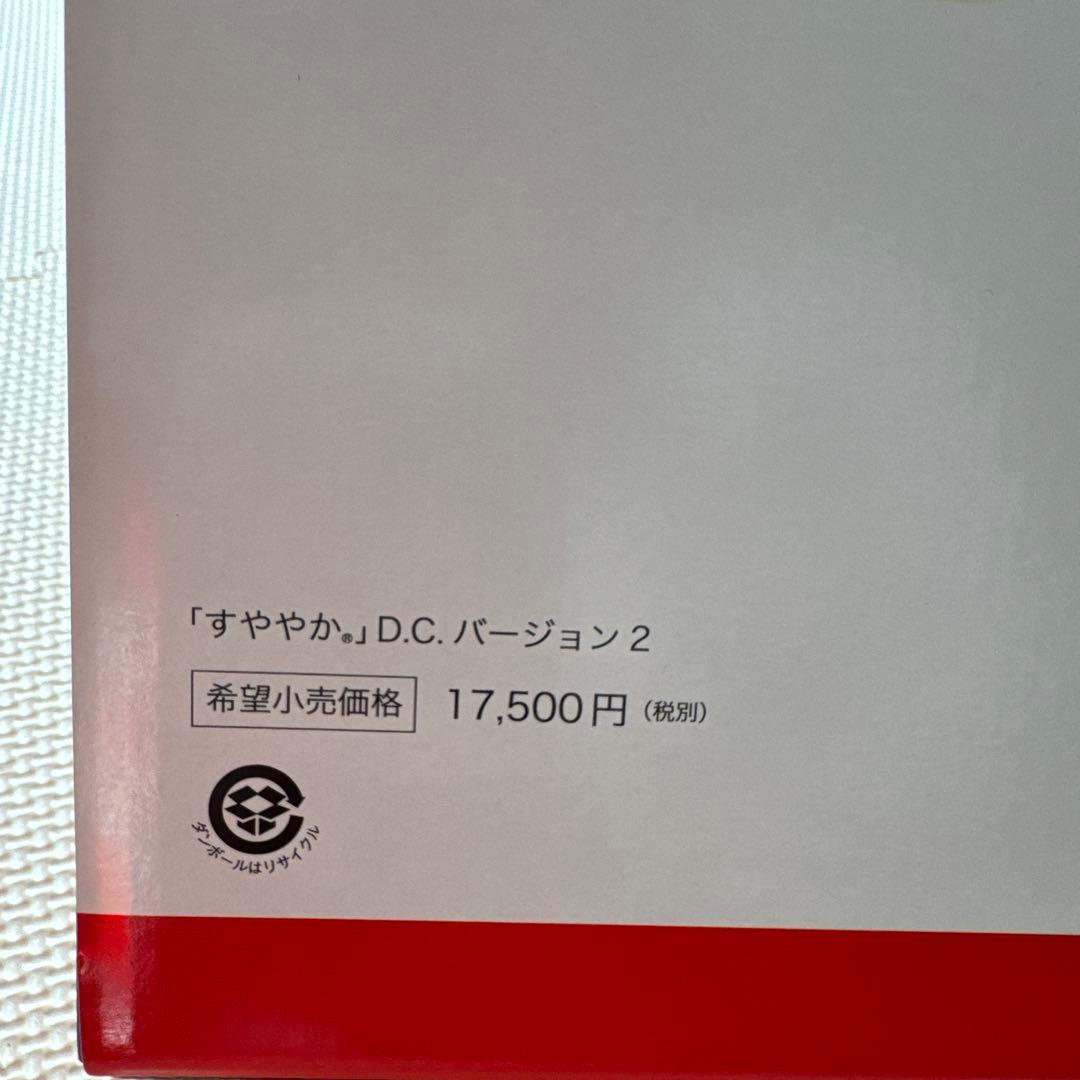 「すややか®」D.C.バージョン2
希望小売価格 17,500円(税別)
ダンボールはリサイクル